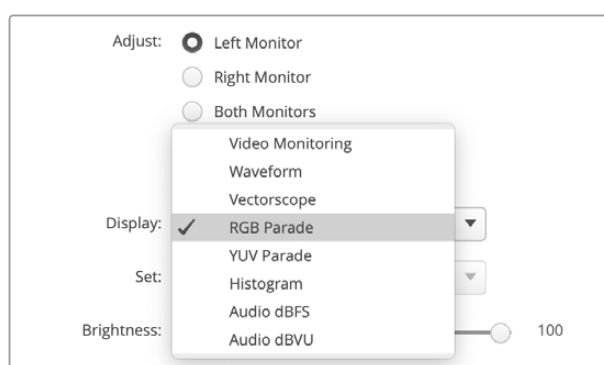 Adjust: Left Monitor
Right Monitor
Both Monitors
Video Monitoring
Waveform
Vectorscope
Display: ✓ RGB Parade
YUV Parade
Set: Histogram
Audio dBFS
Brightness: 100
Audio dBVU